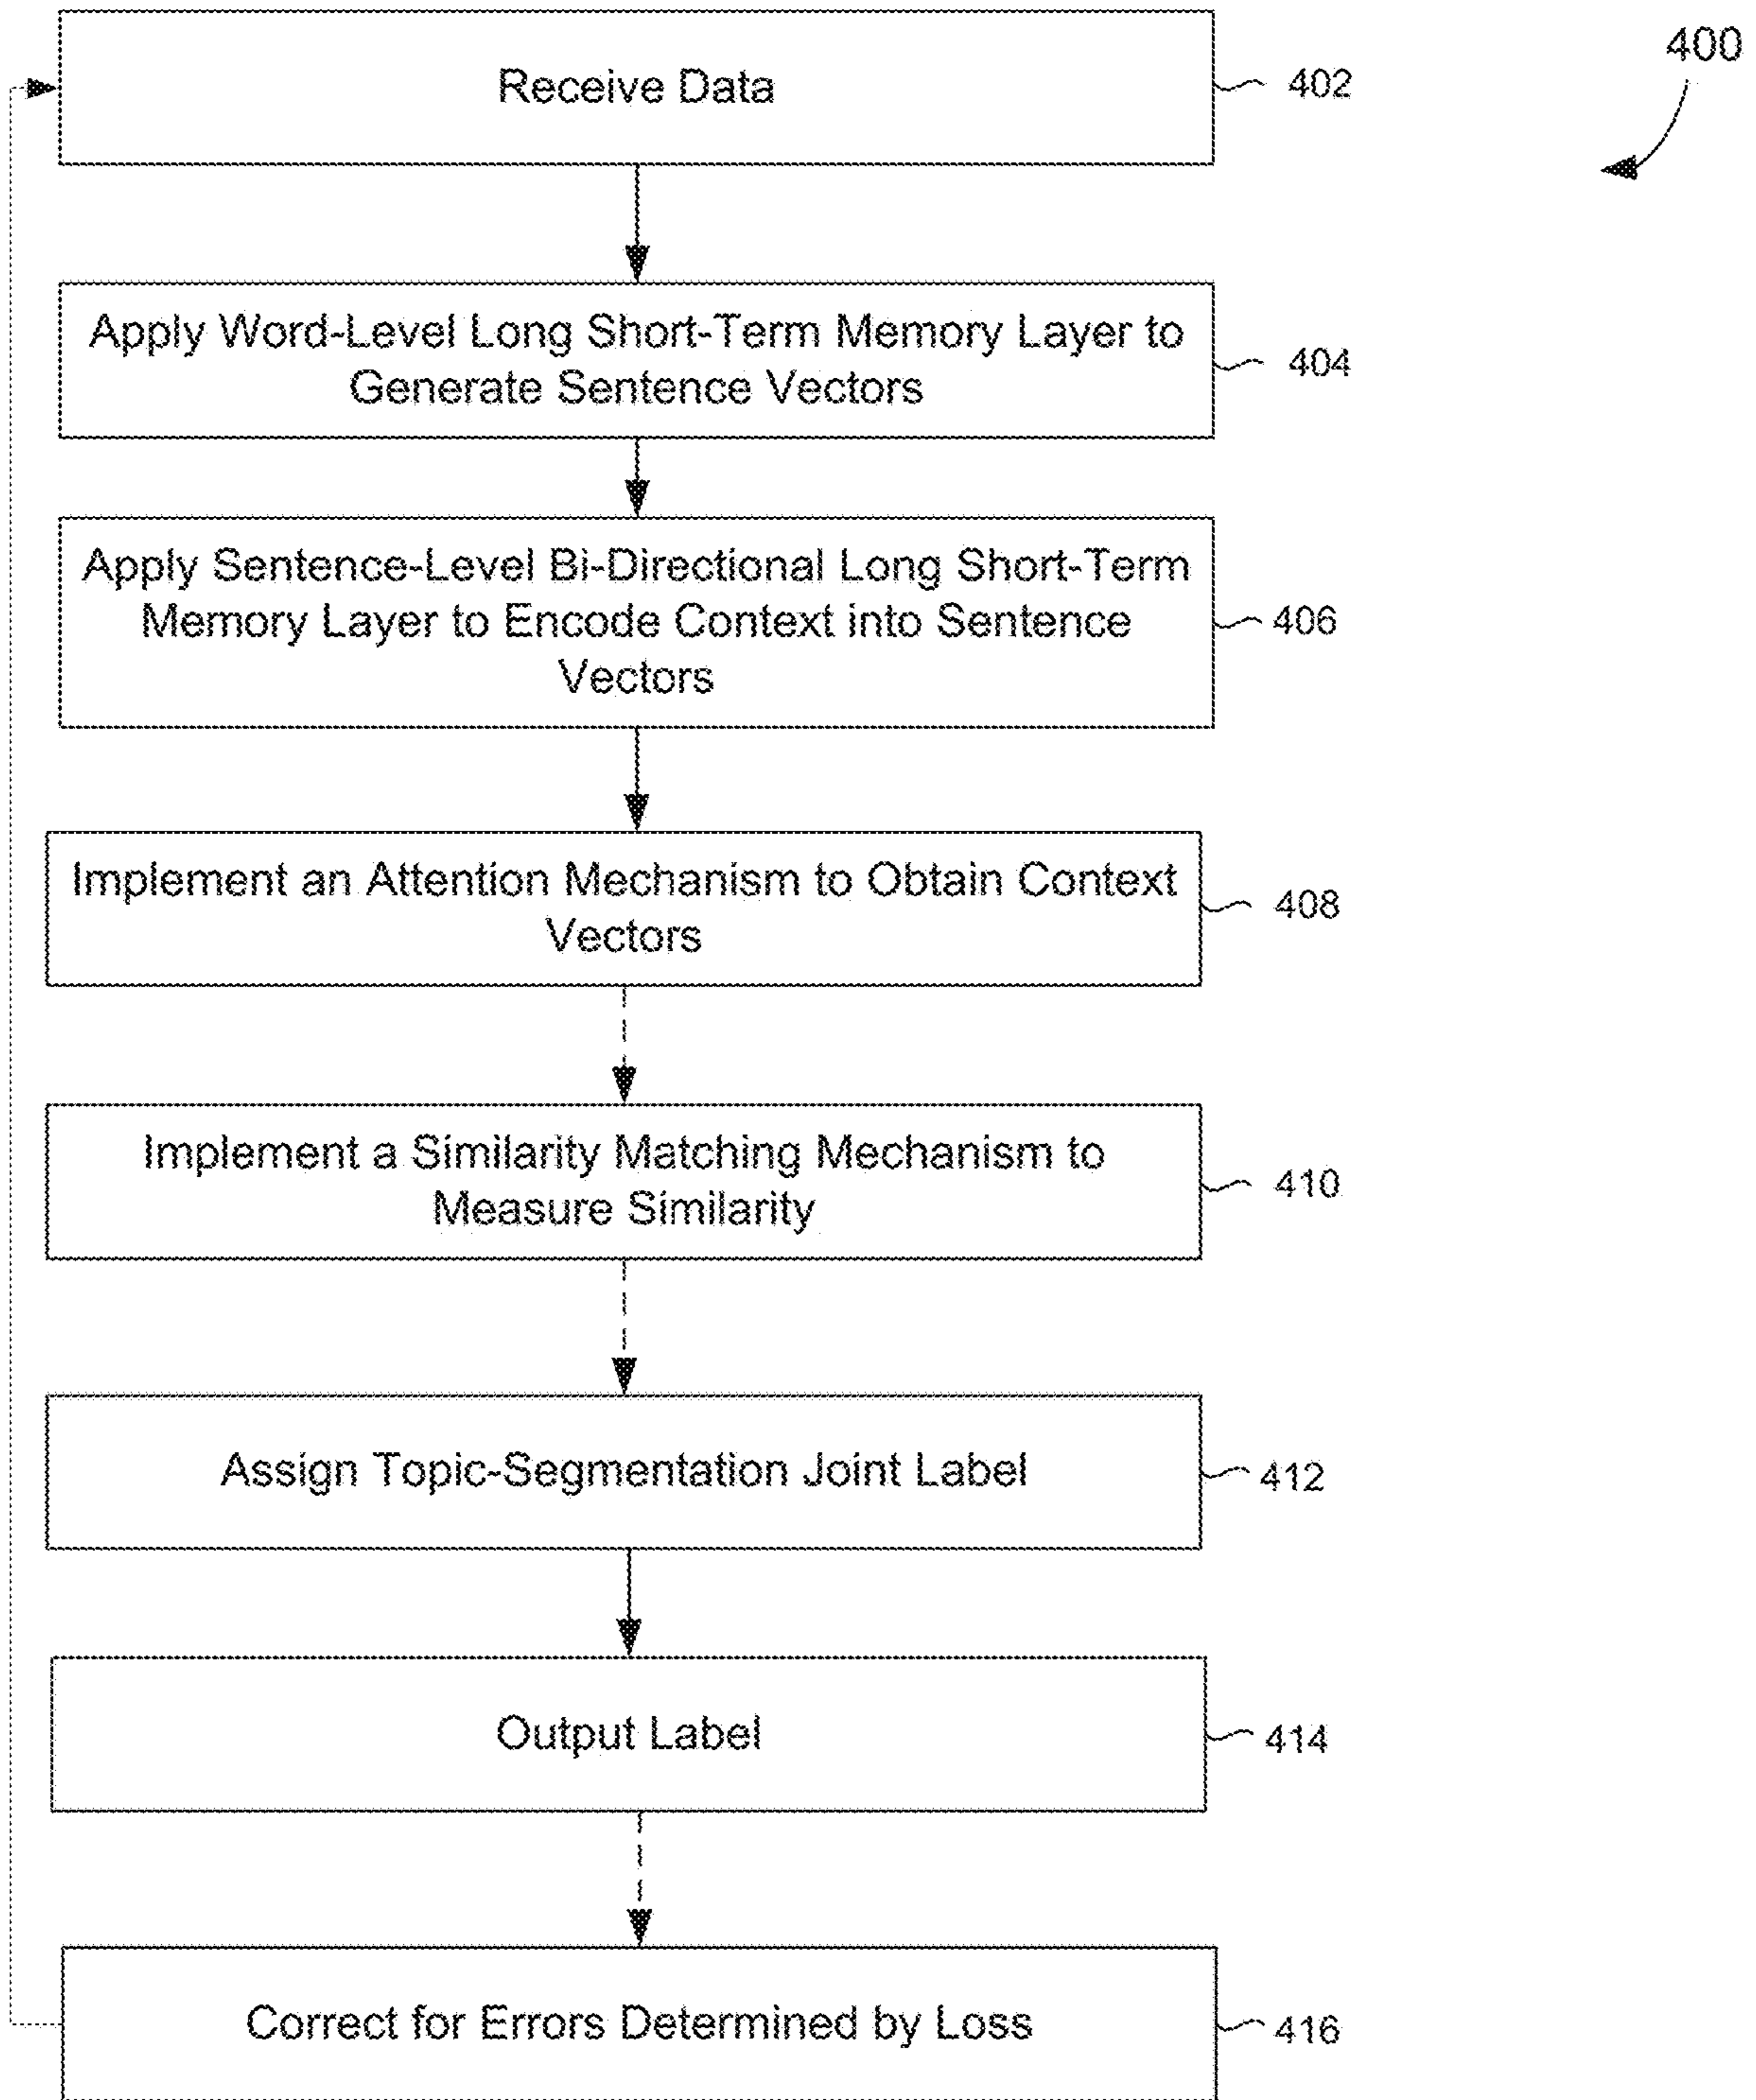 400
Receive Data
402
Apply Word-Level Long Short-Term Memory Layer to
Generate Sentence Vectors
404
Apply Sentence-Level Bi-Directional Long Short-Term
Memory Layer to Encode Context into Sentence
Vectors
406
Implement an Attention Mechanism to Obtain Context
Vectors
408
Implement a Similarity Matching Mechanism to
Measure Similarity
410
Assign Topic-Segmentation Joint Label
412
Output Label
414
Correct for Errors Determined by Loss
416